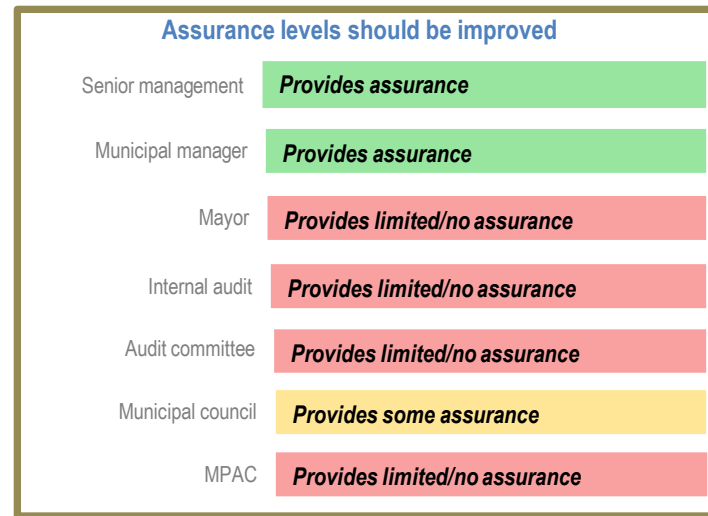 Assurance levels should be improved
Senior management Provides assurance
Municipal manager Provides assurance
Mayor Provides limited/no assurance
Internal audit Provides limited/no assurance
Audit committee Provides limited/no assurance
Municipal council Provides some assurance
MPAC Provides limited/no assurance